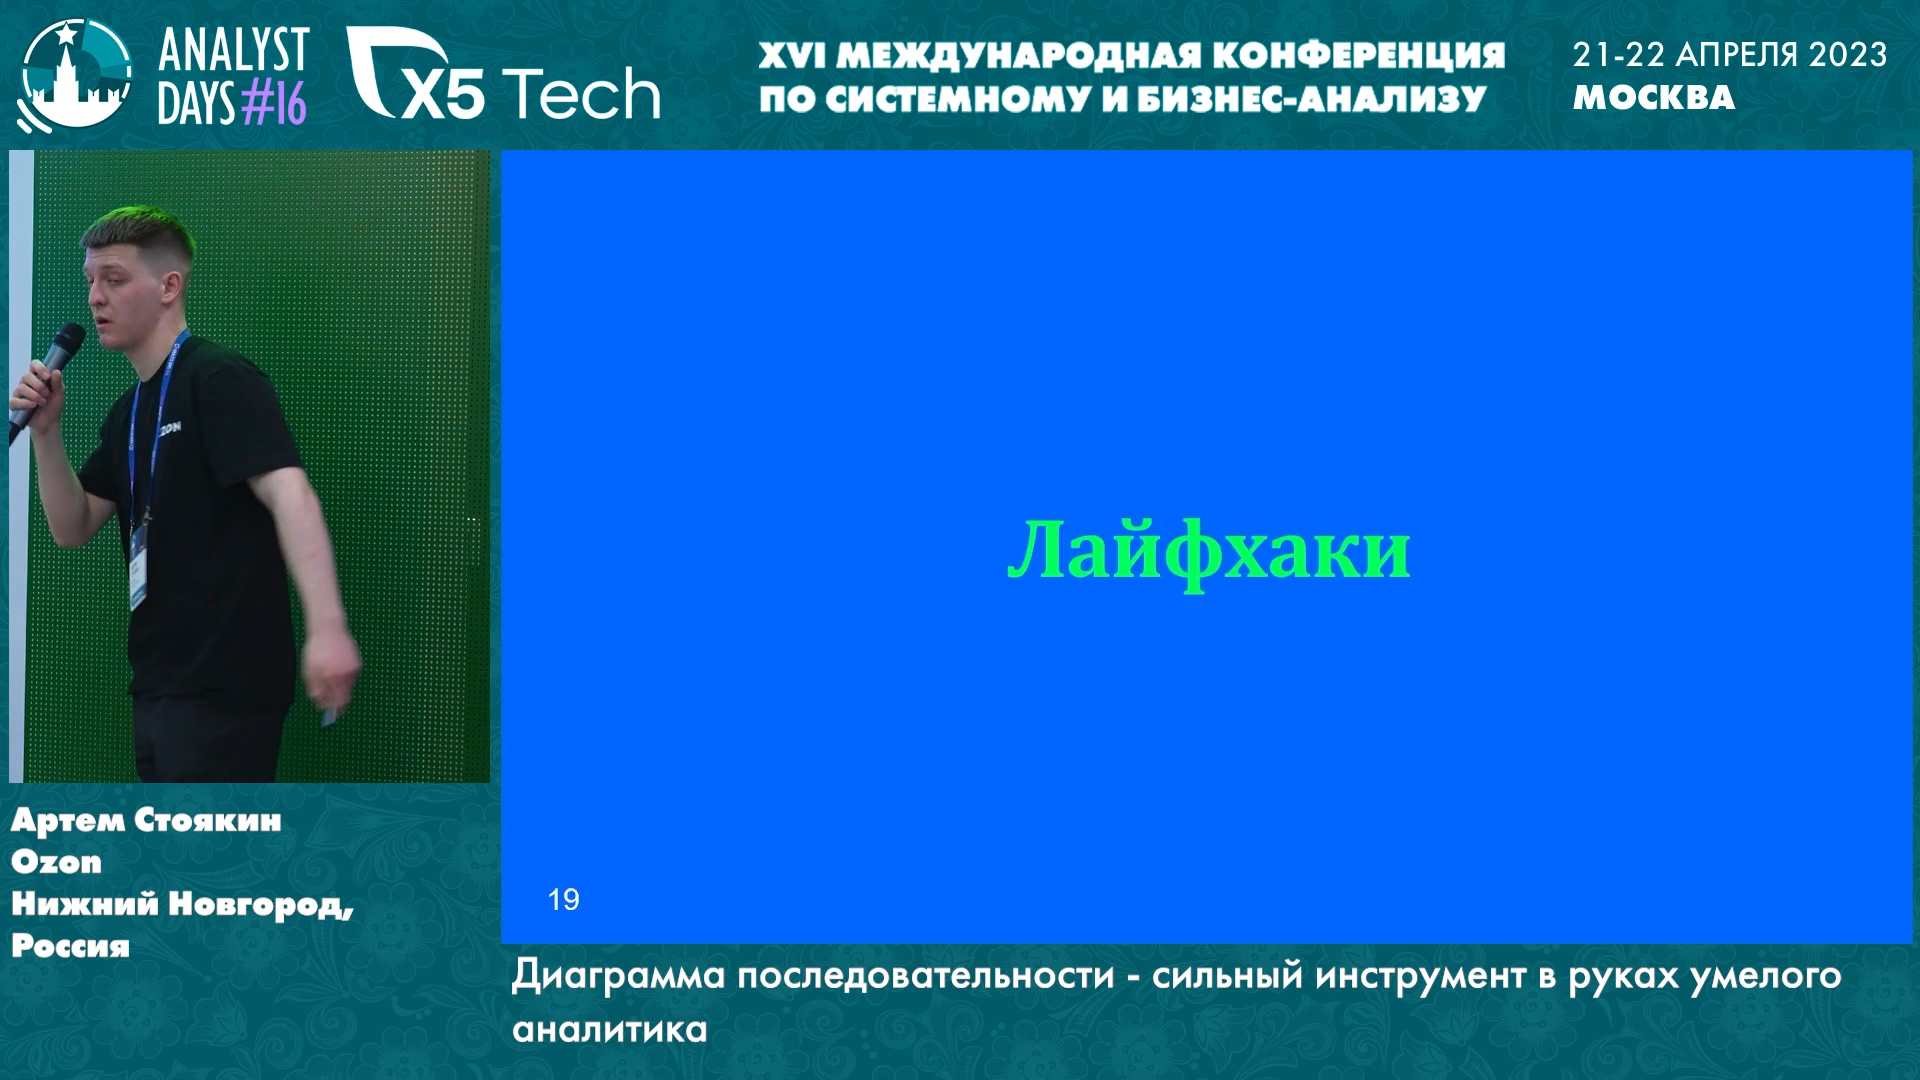 ANALYST
DAYS #16
X5 Tech
XVI МЕЖДУНАРОДНАЯ КОНФЕРЕНЦИЯ
ПО СИСТЕМНОМУ И БИЗНЕС-АНАЛИЗУ
21-22 АПРЕЛЯ 2023
МОСКВА
ZON
Лайфхаки
19
Артем Стоякин
Ozon
Нижний Новгород,
Россия
Диаграмма последовательности - сильный инструмент в руках умелого
аналитика